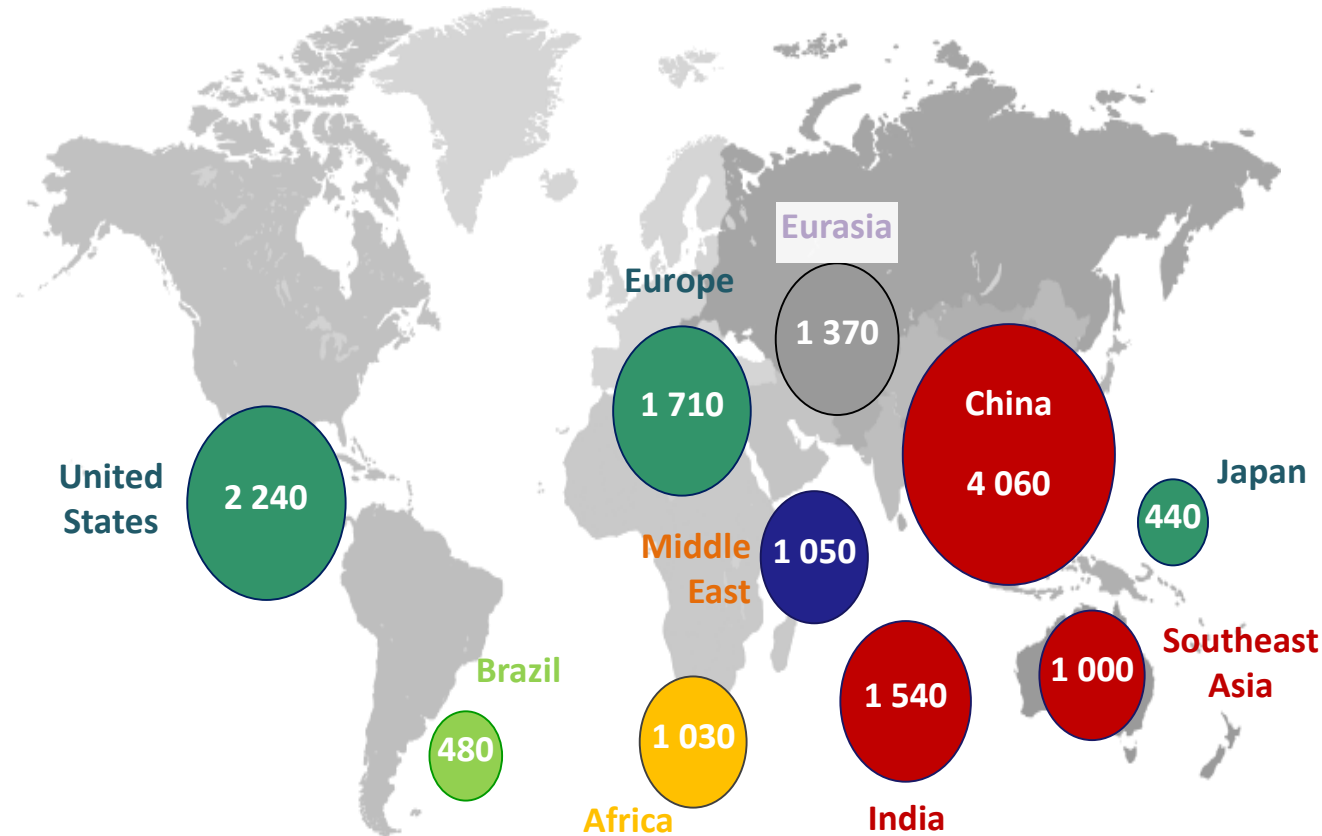 Eurasia
1 370
Europe
1 710
China
4 060
United
States
2 240
Japan
440
Middle
East
1 050
Southeast
Asia
1 000
Brazil
480
Africa
1 030
India
1 540